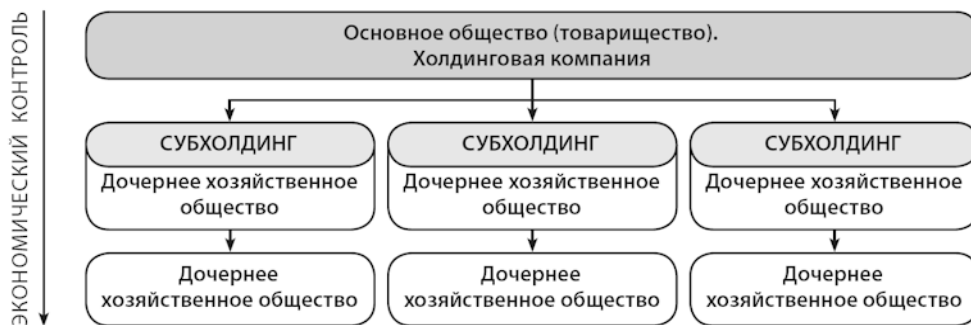 ЭКОНОМИЧЕСКИЙ КОНТРОЛЬ
Основное общество (товарищество).
Холдинговая компания
СУБХОЛДИНГ
Дочернее хозяйственное
общество
СУБХОЛДИНГ
Дочернее хозяйственное
общество
СУБХОЛДИНГ
Дочернее хозяйственное
общество
Дочернее
хозяйственное общество
Дочернее
хозяйственное общество
Дочернее
хозяйственное общество